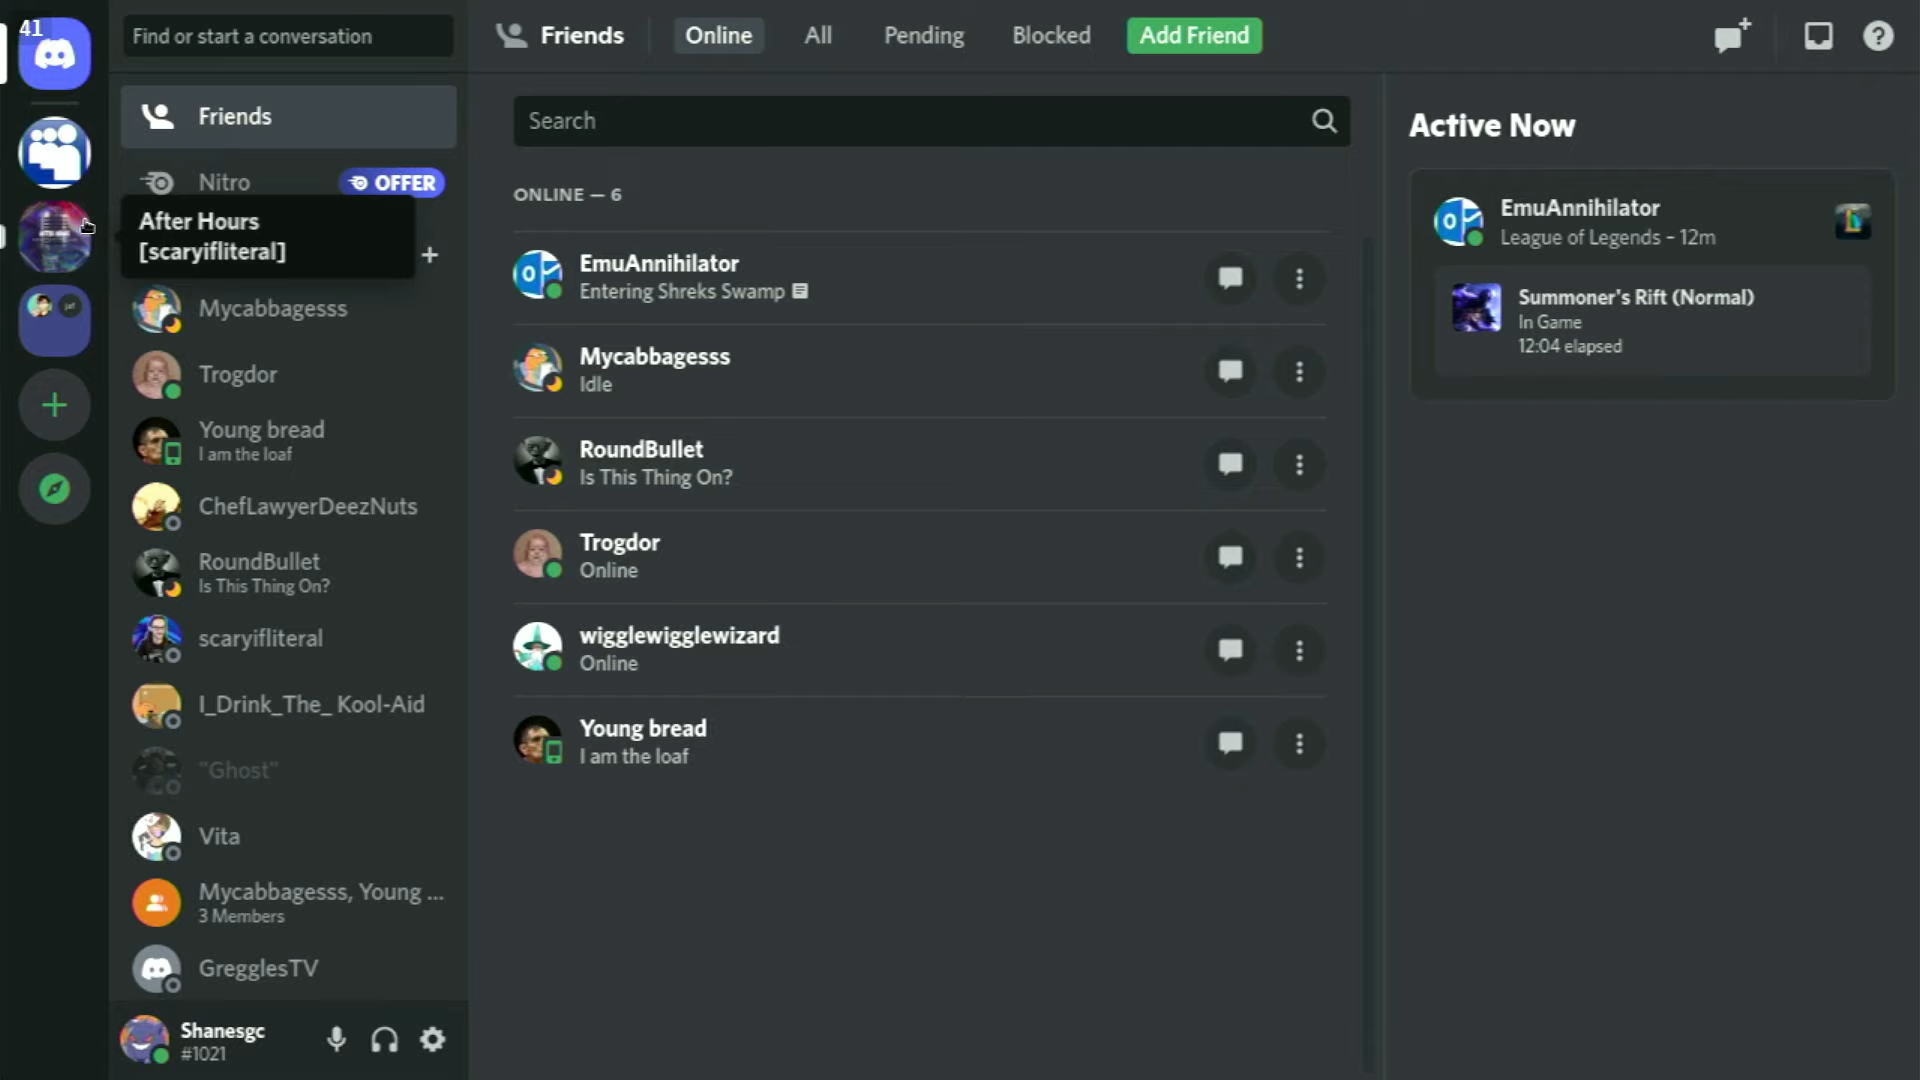 41
Find or start a conversation
Friends
Nitro
OFFER
After Hours
[scaryifliteral]
Mycabbagesss
Trogdor
Young bread
I am the loaf
ChefLawyerDeezNuts
RoundBullet
Is This Thing On?
scaryifliteral
I_Drink_The_ Kool-Aid
"Ghost"
Vita
Mycabbagesss, Young ...
3 Members
GregglesTV
Shanesgc
#1021
Friends
Online
All
Pending
Blocked
Add Friend
Search
ONLINE — 6
EmuAnnihilator
Entering Shreks Swamp
Mycabbagesss
Idle
RoundBullet
Is This Thing On?
Trogdor
Online
wigglewigglewizard
Online
Young bread
I am the loaf
Active Now
EmuAnnihilator
League of Legends – 12m
Summoner's Rift (Normal)
In Game
12:04 elapsed